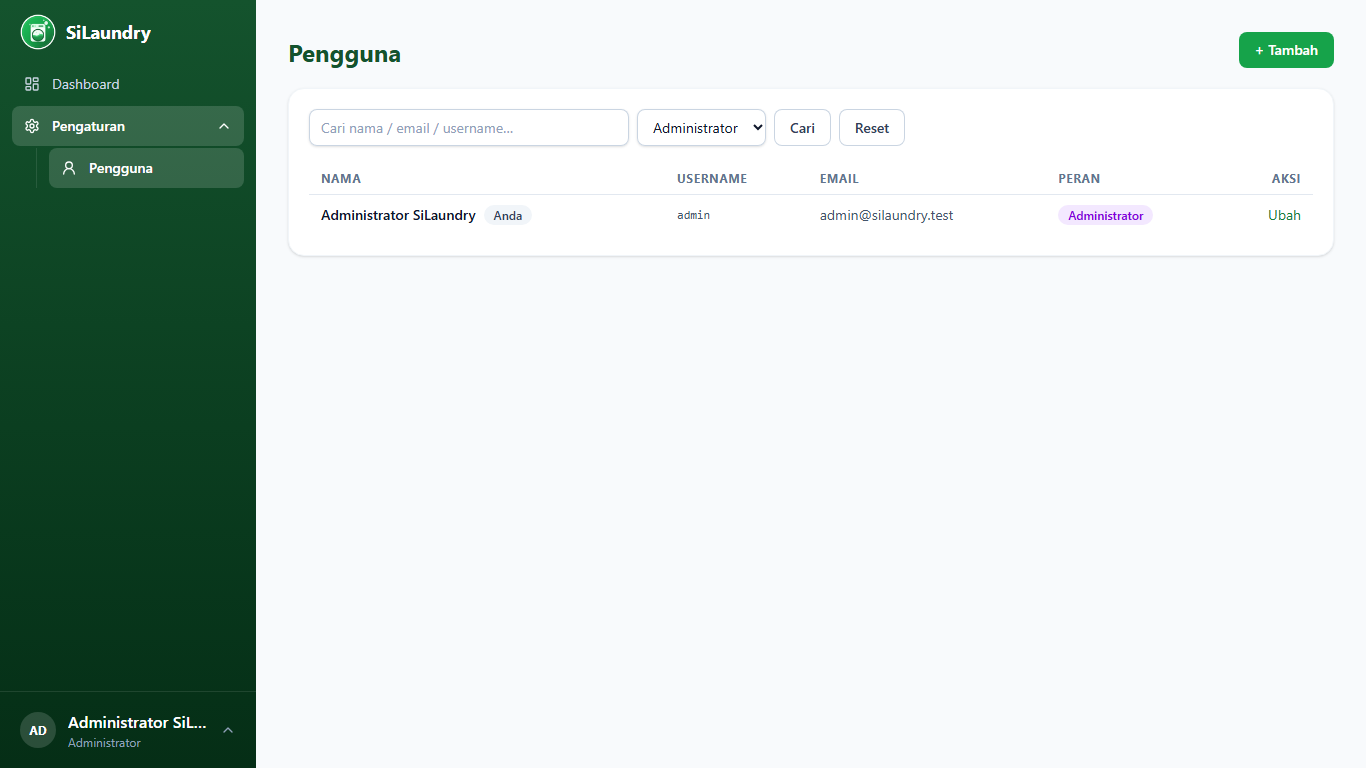 SiLaundry
Dashboard
Pengaturan
Pengguna
Administrator SiL...
AD
Administrator
Pengguna
+ Tambah
Cari nama / email / username...
Administrator
Cari
Reset
NAMA USERNAME EMAIL PERAN AKSI
Administrator SiLaundry Anda admin admin@silaundry.test Administrator Ubah